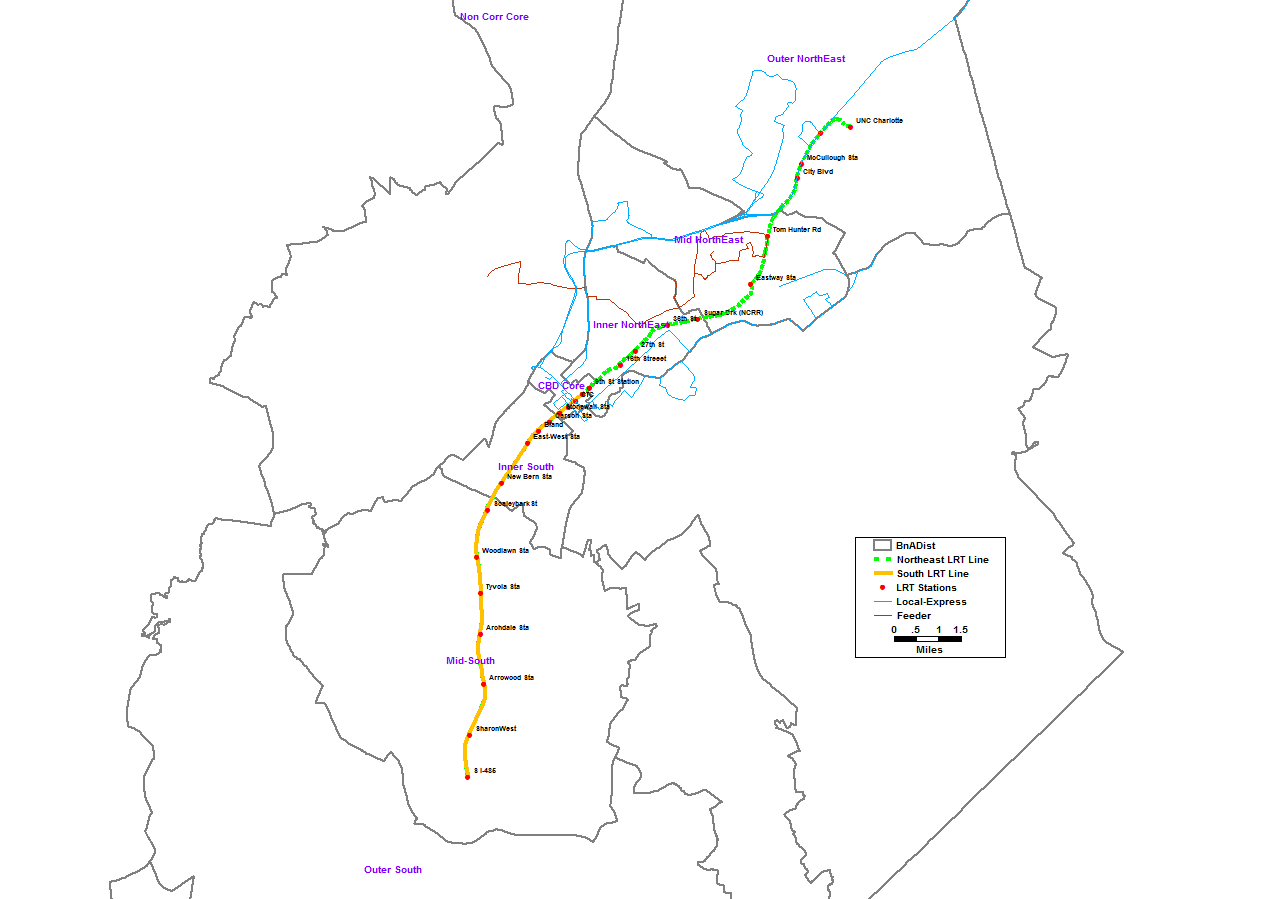 Non Corr Core
Outer NorthEast
UNC Charlotte
McCullough Sta
City Blvd
Tom Hunter Rd
Mid NorthEast
Eastway Sta
Sugar Crk (NCRR)
36th St
Inner NorthEast
27th St
16th Streeet
9th St Station
CBD Core
CTC
Stonewall Sta
Carson Sta
Bland
East-West Sta
Inner South
New Bern Sta
Scaleybark St
Woodlawn Sta
Tyvola Sta
Archdale Sta
Mid-South
Arrowood Sta
SharonWest
S I-485
Outer South
BnADist
Northeast LRT Line
South LRT Line
LRT Stations
Local-Express
Feeder
0 .5 1 1.5
Miles